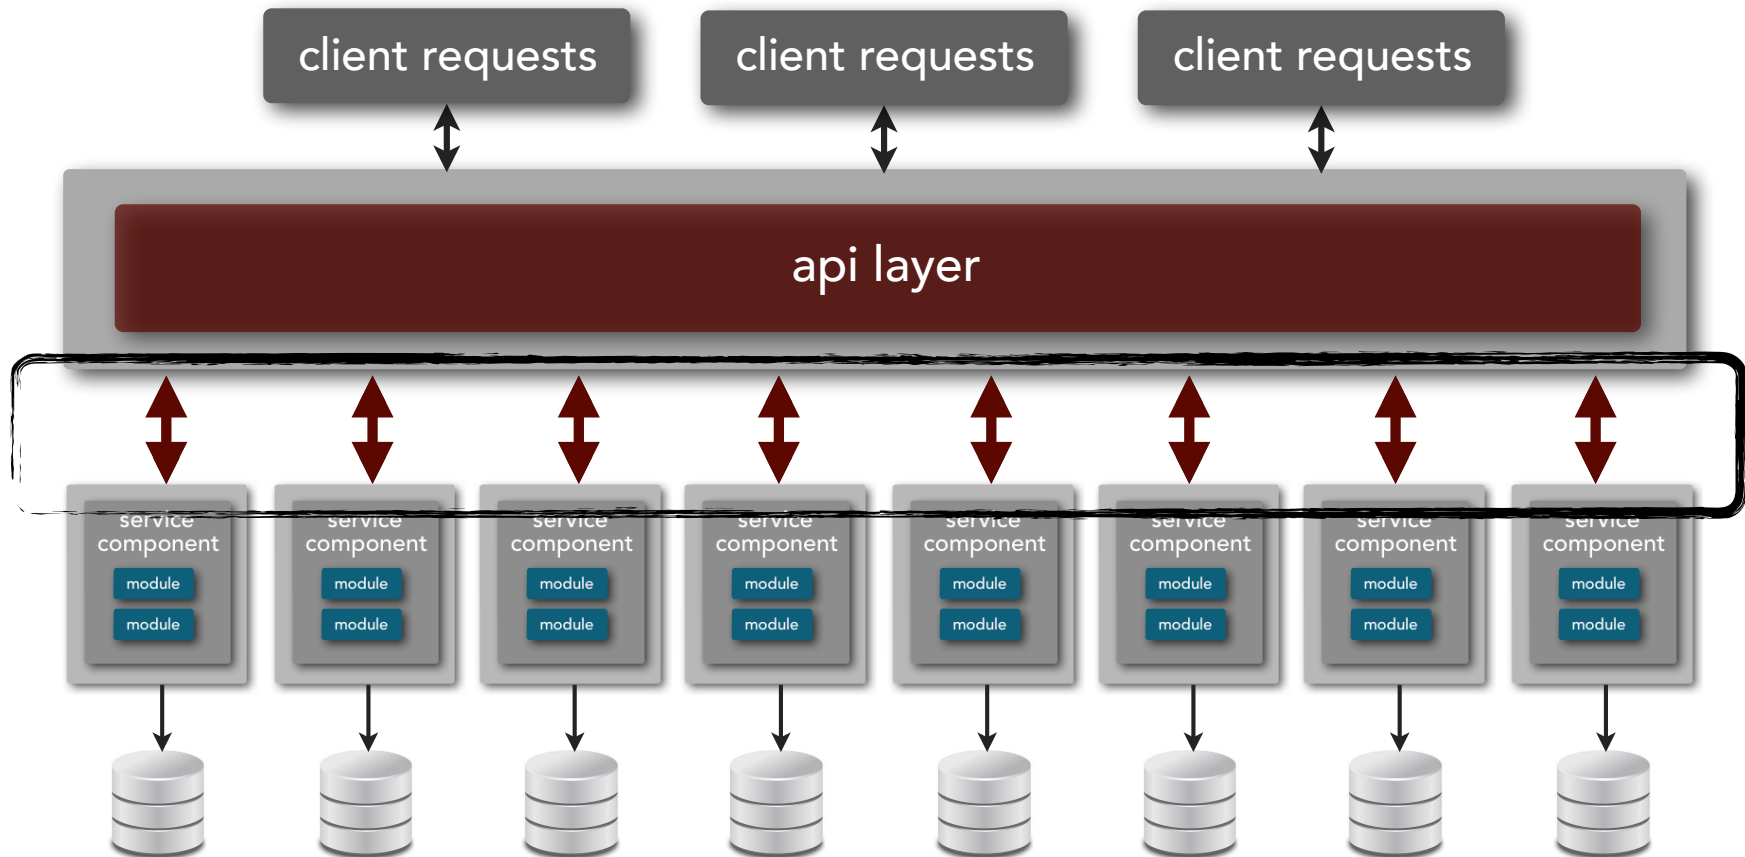 client requests
client requests
client requests
api layer
service
component
module
module
service
component
module
module
service
component
module
module
service
component
module
module
service
component
module
module
service
component
module
module
service
component
module
module
service
component
module
module